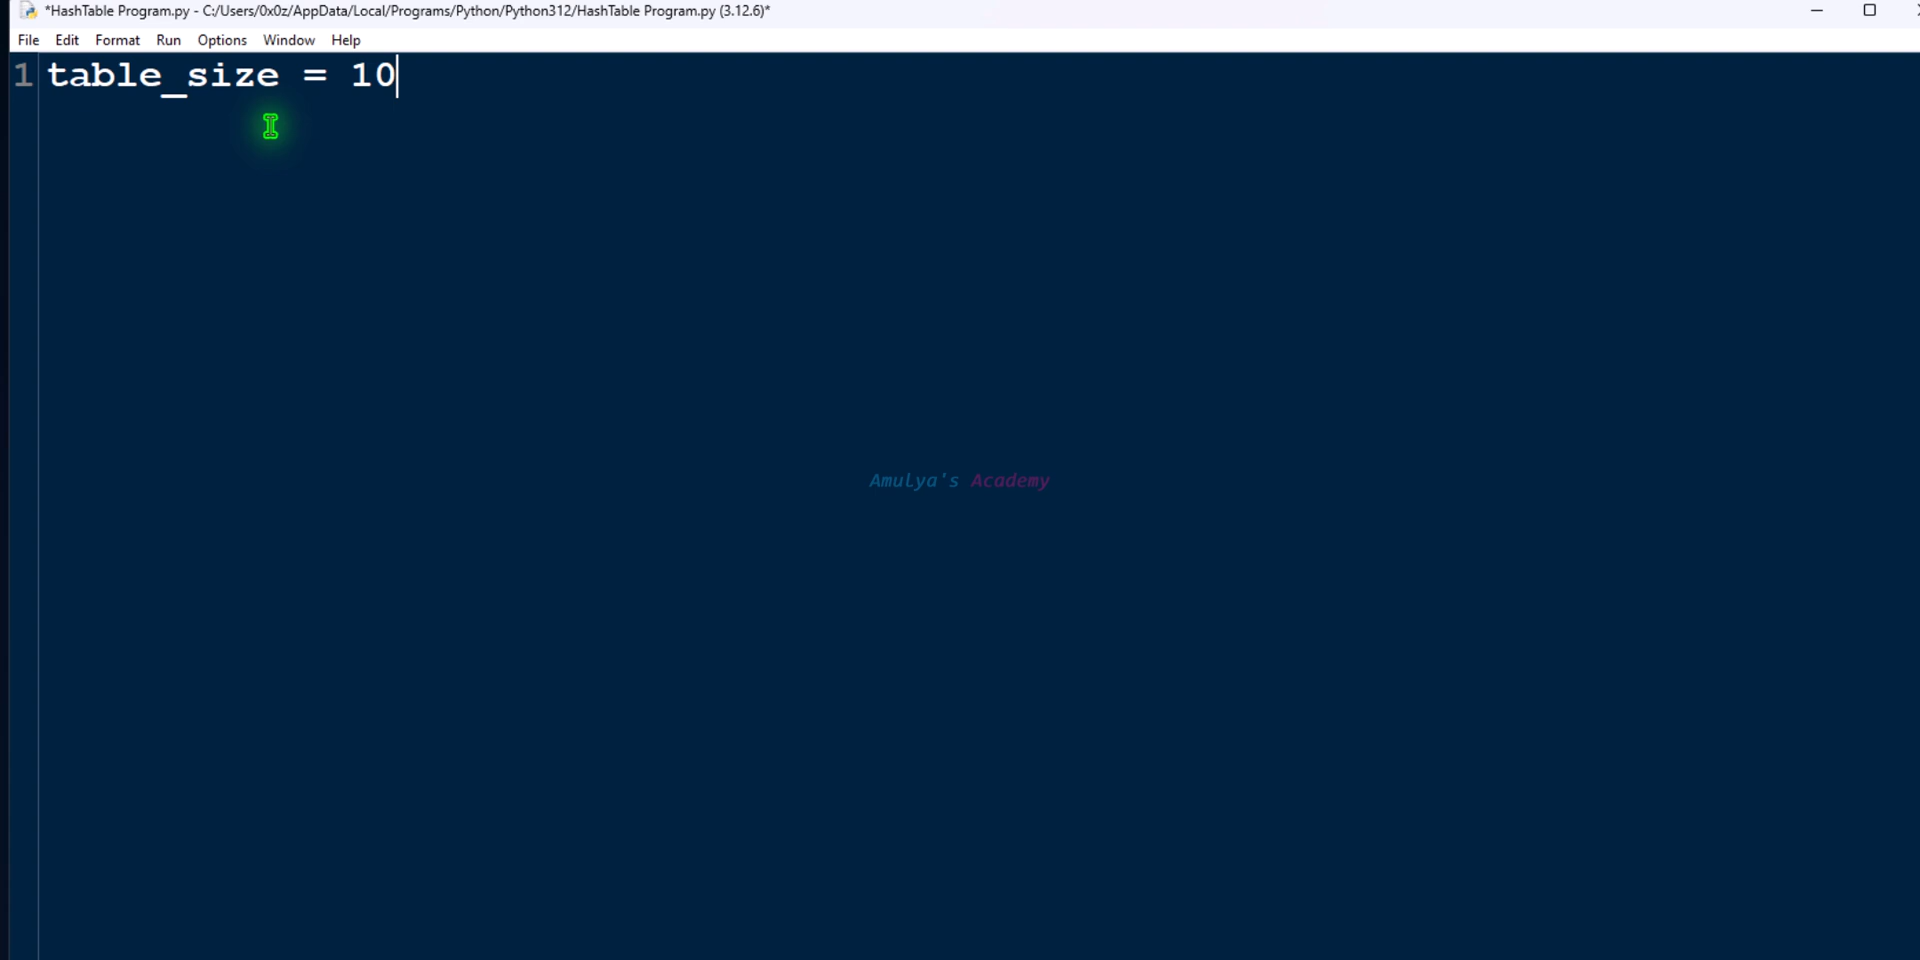 *HashTable Program.py - C:/Users/0x0z/AppData/Local/Programs/Python/Python312/HashTable Program.py (3.12.6)*
File Edit Format Run Options Window Help
1 table_size = 10
Amulya's Academy